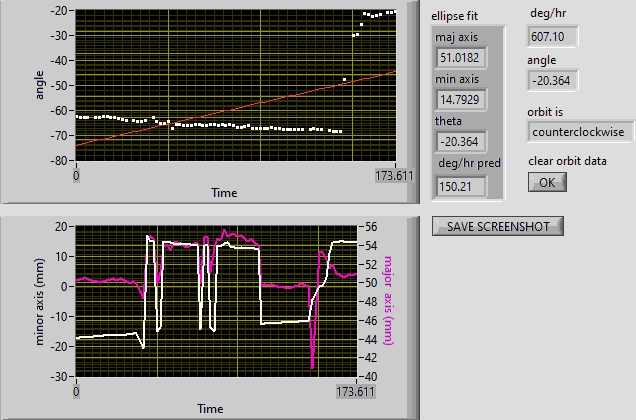 -20
-30
-40
-50
-60
-70
-80
angle
0
173.611
Time
ellipse fit
maj axis
51.0182
min axis
14.7929
theta
-20.364
deg/hr pred
150.21
deg/hr
607.10
angle
-20.364
orbit is
counterclockwise
clear orbit data
OK
SAVE SCREENSHOT
20
10
0
-10
-20
-30
minor axis (mm)
56
54
52
50
48
46
44
42
40
major axis (mm)
0
173.611
Time